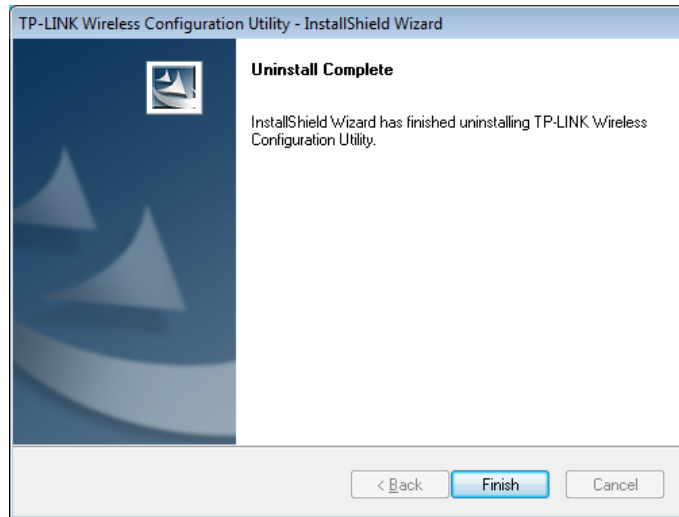 TP-LINK Wireless Configuration Utility - InstallShield Wizard
Uninstall Complete
InstallShield Wizard has finished uninstalling TP-LINK Wireless
Configuration Utility.
< Back
Finish
Cancel